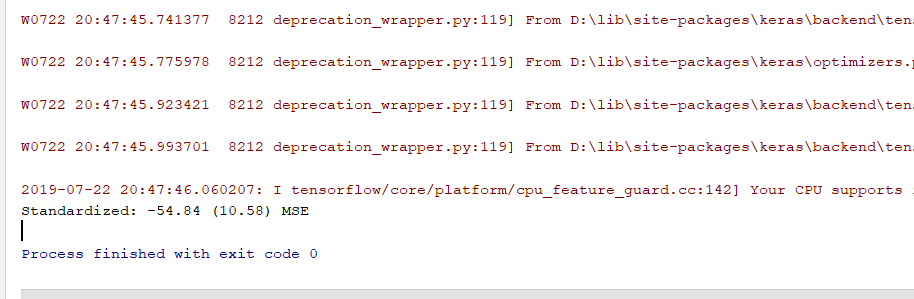 W0722 20:47:45.741377  8212 deprecation_wrapper.py:119] From D:\lib\site-packages\keras\backend\ten
W0722 20:47:45.775978  8212 deprecation_wrapper.py:119] From D:\lib\site-packages\keras\optimizers.p
W0722 20:47:45.923421  8212 deprecation_wrapper.py:119] From D:\lib\site-packages\keras\backend\ten
W0722 20:47:45.993701  8212 deprecation_wrapper.py:119] From D:\lib\site-packages\keras\backend\ten
2019-07-22 20:47:46.060207: I tensorflow/core/platform/cpu_feature_guard.cc:142] Your CPU supports
Standardized: -54.84 (10.58) MSE
Process finished with exit code 0